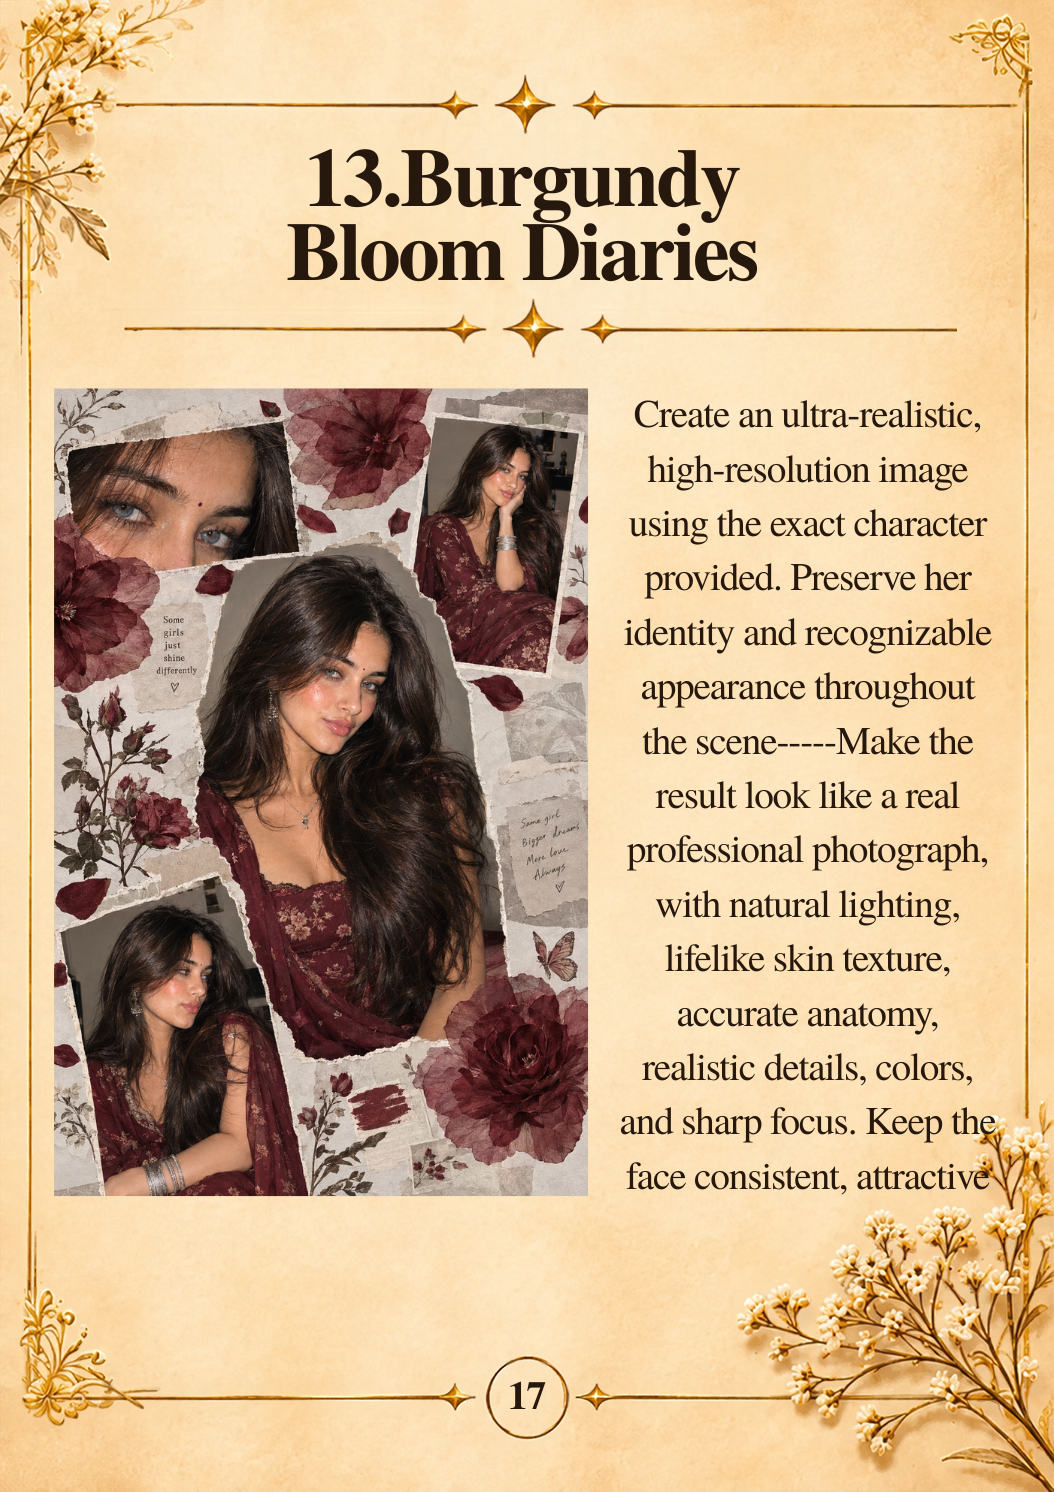 13.Burgundy
Bloom Diaries
Some
girls
just
shine
differently
Same girl
Bigger dreams
More love
Always
Create an ultra-realistic,
high-resolution image
using the exact character
provided. Preserve her
identity and recognizable
appearance throughout
the scene-----Make the
result look like a real
professional photograph,
with natural lighting,
lifelike skin texture,
accurate anatomy,
realistic details, colors,
and sharp focus. Keep the
face consistent, attractive
17